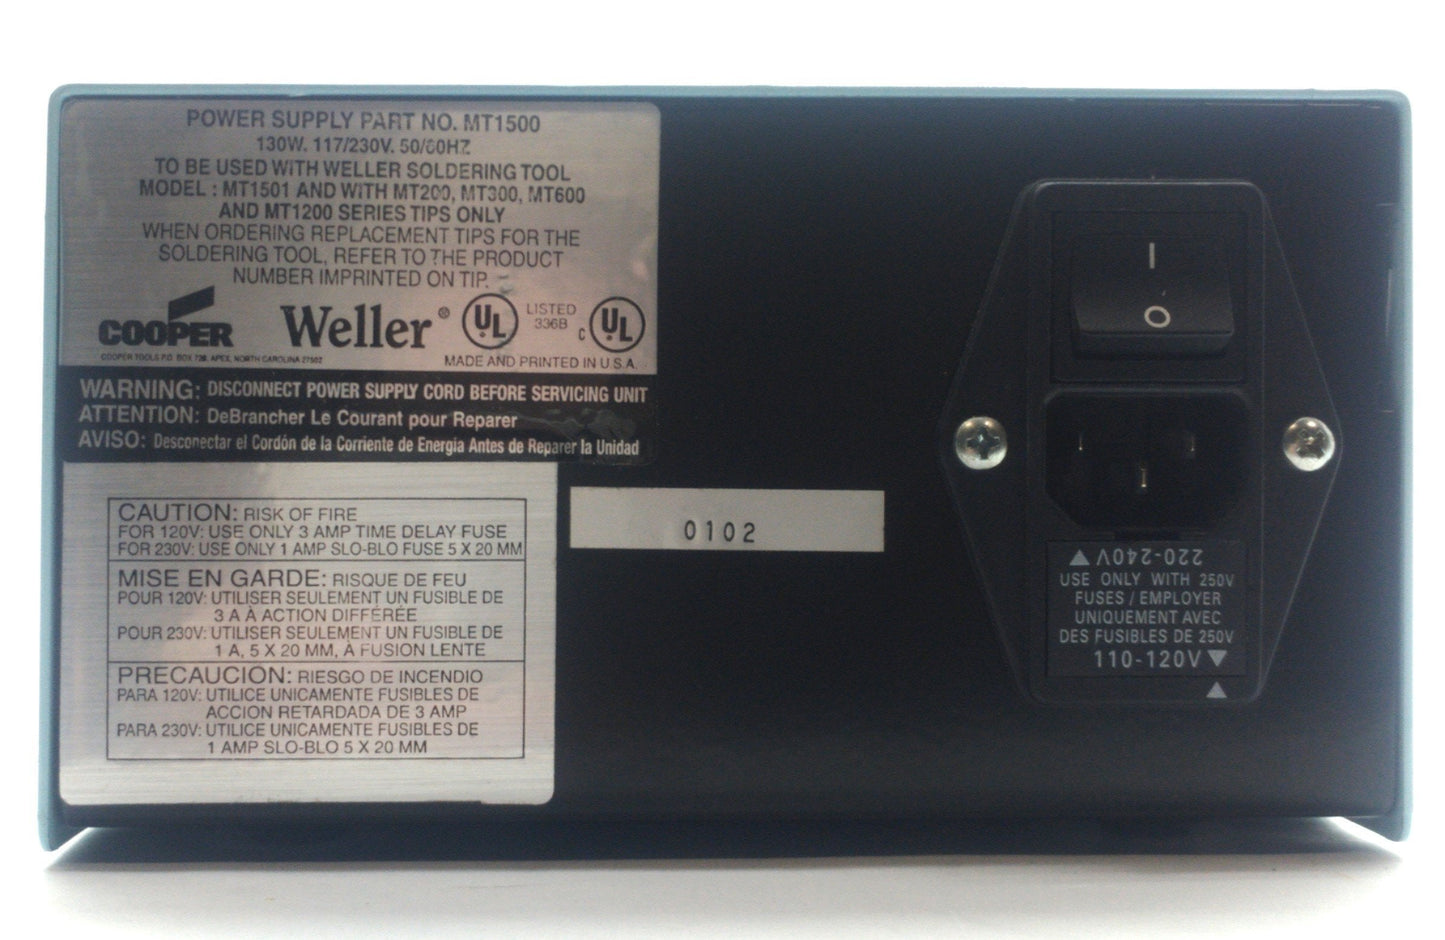 POWER SUPPLY PART NO. MT1500
130W. 117/230V. 50/60HZ
TO BE USED WITH WELLER SOLDERING TOOL
MODEL : MT1501 AND WITH MT200, MT300, MT600
AND MT1200 SERIES TIPS ONLY
WHEN ORDERING REPLACEMENT TIPS FOR THE
SOLDERING TOOL, REFER TO THE PRODUCT
NUMBER IMPRINTED ON TIP.
COOPER
COOPER TOOLS P.O. BOX 728, APEX, NORTH CAROLINA 27502
Weller®
UL
LISTED
336B
C UL
MADE AND PRINTED IN U.S.A.
WARNING: DISCONNECT POWER SUPPLY CORD BEFORE SERVICING UNIT
ATTENTION: DeBrancher Le Courant pour Reparer
AVISO: Desconectar el Cordón de la Corriente de Energía Antes de Reparer la Unidad
CAUTION: RISK OF FIRE
FOR 120V: USE ONLY 3 AMP TIME DELAY FUSE
FOR 230V: USE ONLY 1 AMP SLO-BLO FUSE 5 X 20 MM
MISE EN GARDE: RISQUE DE FEU
POUR 120V: UTILISER SEULEMENT UN FUSIBLE DE
3 A À ACTION DIFFÉRÉE
POUR 230V: UTILISER SEULEMENT UN FUSIBLE DE
1 A, 5 X 20 MM, À FUSION LENTE
PRECAUCION: RIESGO DE INCENDIO
PARA 120V: UTILICE UNICAMENTE FUSIBLES DE
ACCION RETARDADA DE 3 AMP
PARA 230V: UTILICE UNICAMENTE FUSIBLES DE
1 AMP SLO-BLO 5 X 20 MM
0102
I
O
220-240V
USE ONLY WITH 250V
FUSES / EMPLOYER
UNIQUEMENT AVEC
DES FUSIBLES DE 250V
110-120V